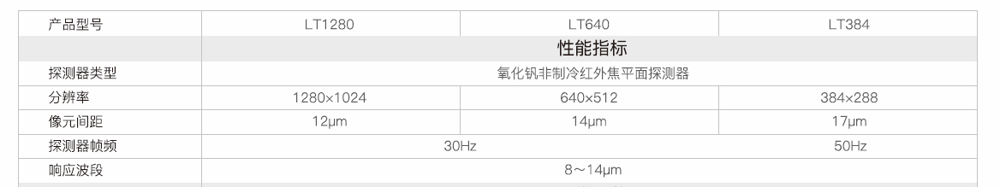 产品型号 LT1280 LT640 LT384
性能指标
探测器类型 氧化钒非制冷红外焦平面探测器
分辨率 1280×1024 640×512 384×288
像元间距 12μm 14μm 17μm
探测器帧频 30Hz 50Hz
响应波段 8～14μm